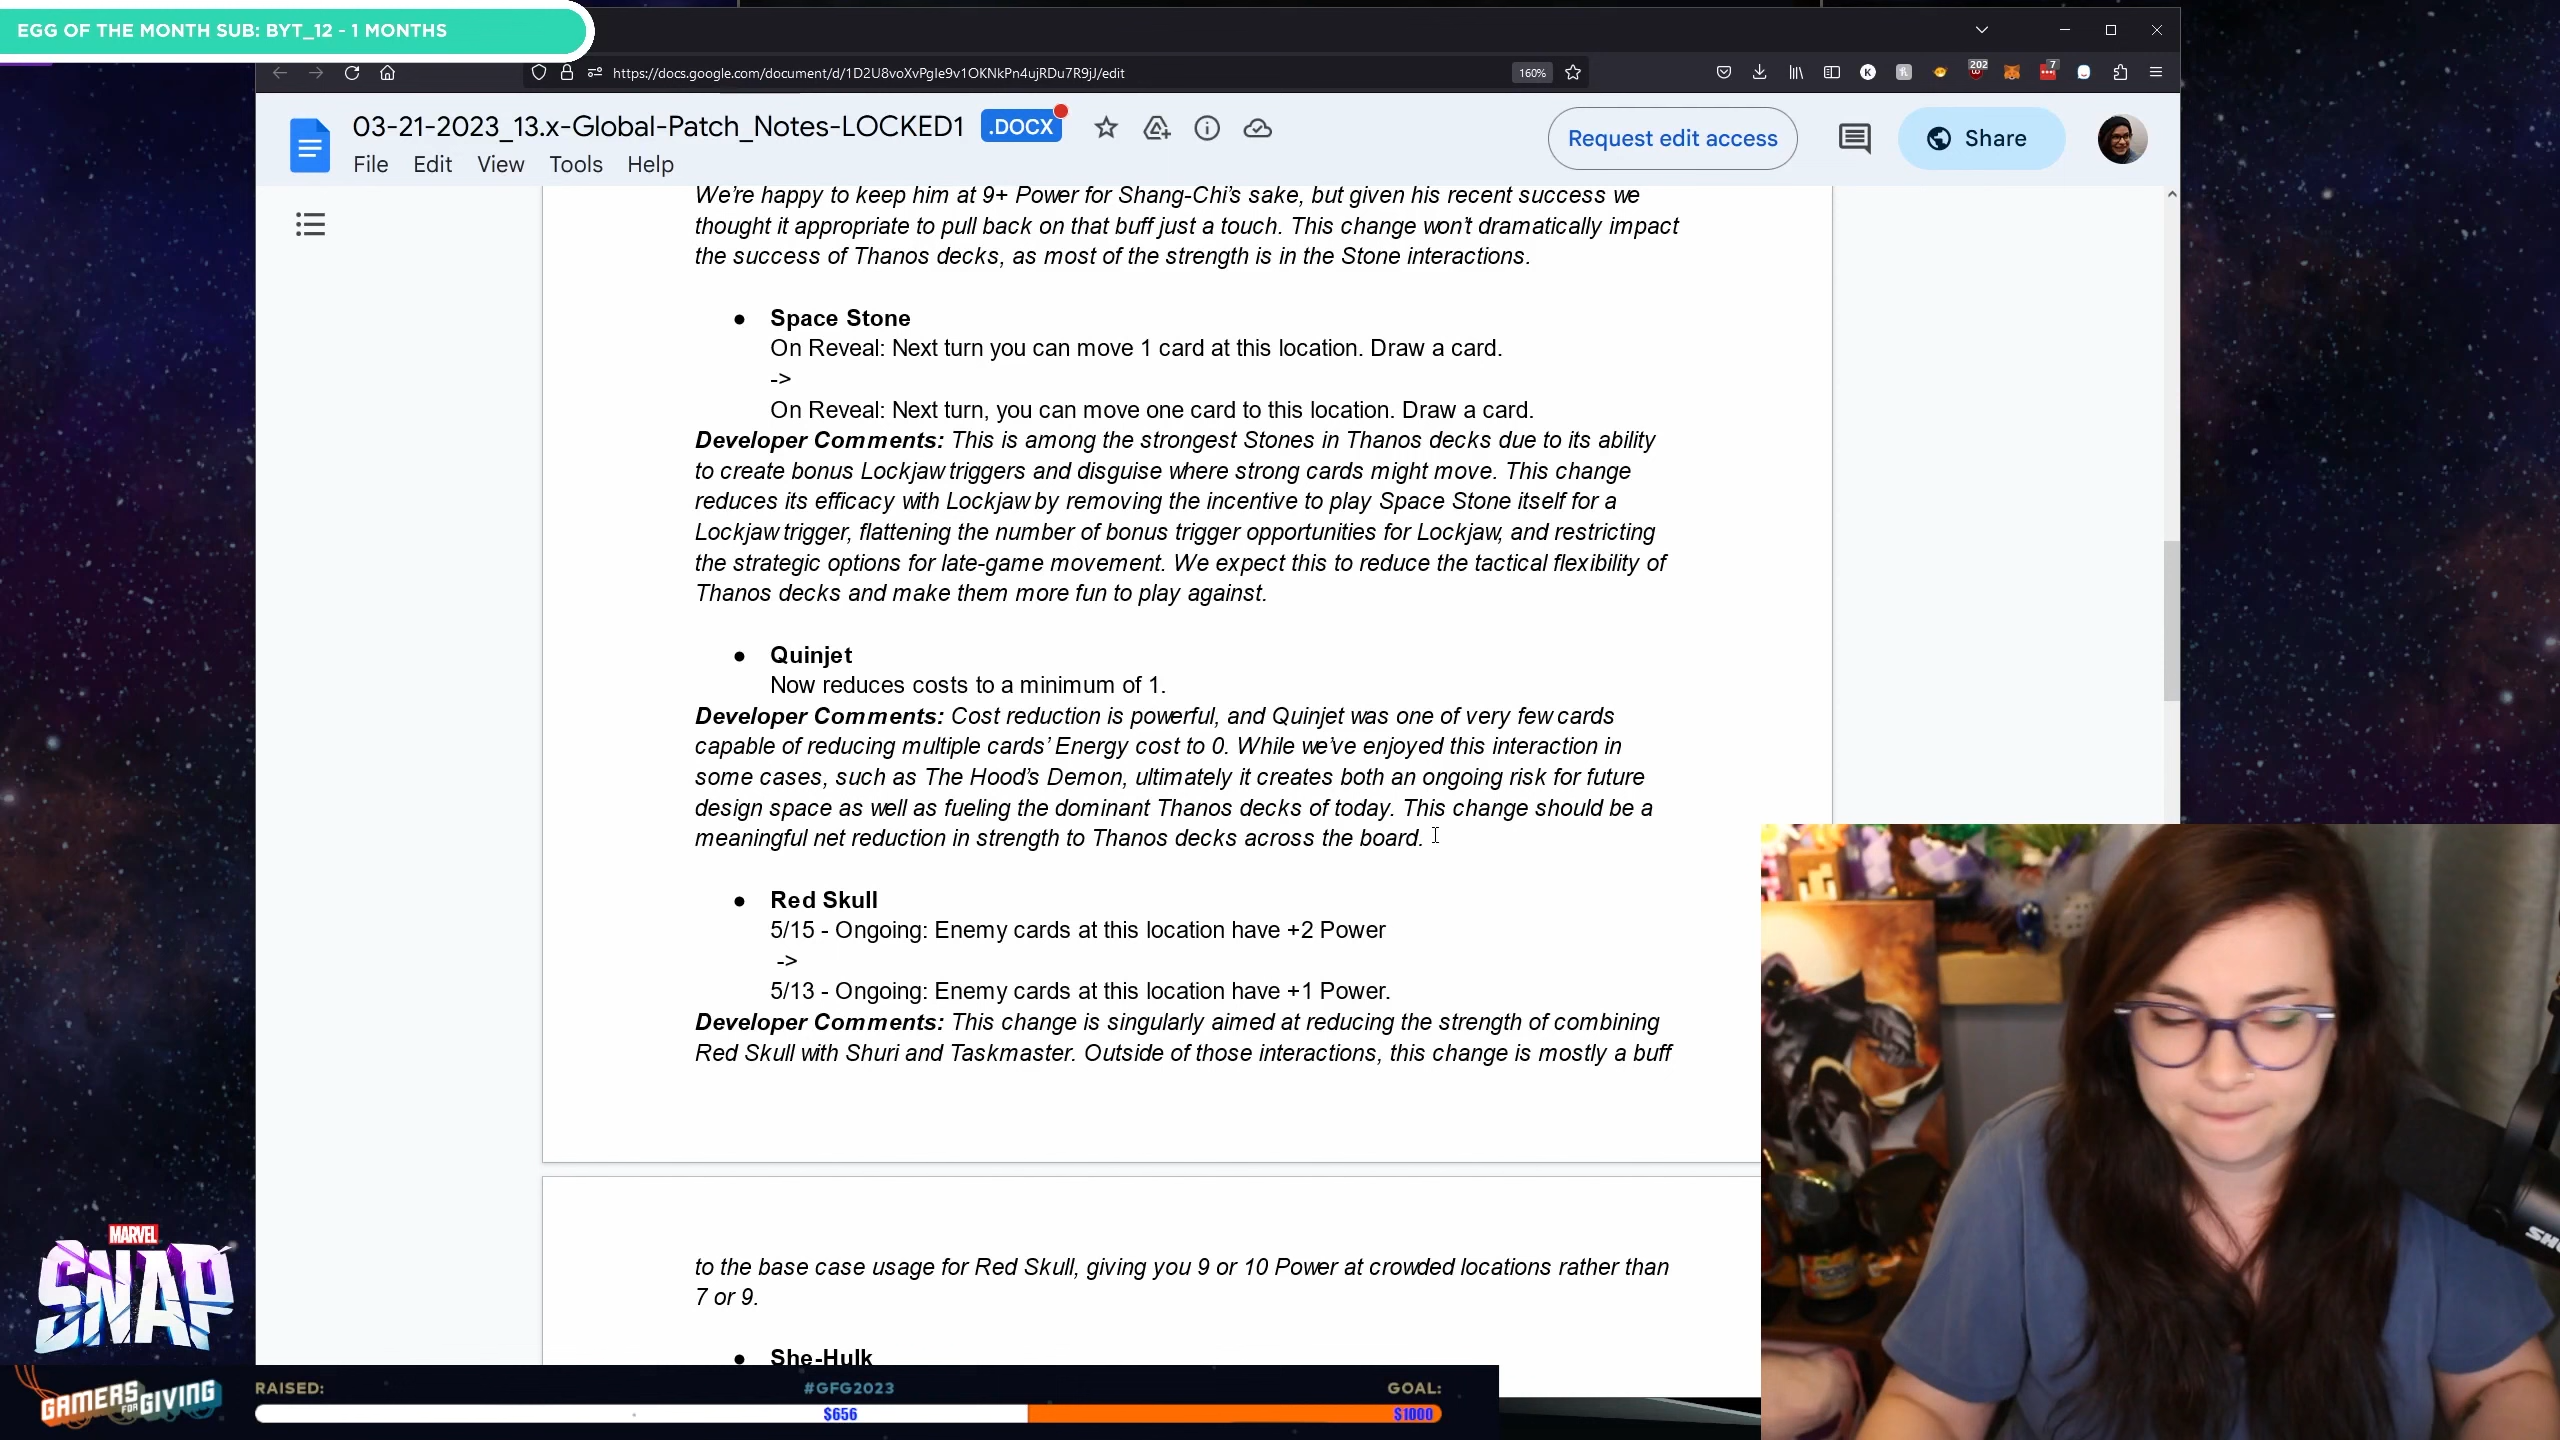 EGG OF THE MONTH SUB: BYT_12 - 1 MONTHS
https://docs.google.com/document/d/1D2U8voXvPgIe9v1OKNkPn4ujRDu7R9jJ/edit
160%
202
7
03-21-2023_13.x-Global-Patch_Notes-LOCKED1
.DOCX
Request edit access
Share
File Edit View Tools Help
We're happy to keep him at 9+ Power for Shang-Chi's sake, but given his recent success we
thought it appropriate to pull back on that buff just a touch. This change won't dramatically impact
the success of Thanos decks, as most of the strength is in the Stone interactions.
● Space Stone
On Reveal: Next turn you can move 1 card at this location. Draw a card.
->
On Reveal: Next turn, you can move one card to this location. Draw a card.
Developer Comments: This is among the strongest Stones in Thanos decks due to its ability
to create bonus Lockjaw triggers and disguise where strong cards might move. This change
reduces its efficacy with Lockjaw by removing the incentive to play Space Stone itself for a
Lockjaw trigger, flattening the number of bonus trigger opportunities for Lockjaw, and restricting
the strategic options for late-game movement. We expect this to reduce the tactical flexibility of
Thanos decks and make them more fun to play against.
● Quinjet
Now reduces costs to a minimum of 1.
Developer Comments: Cost reduction is powerful, and Quinjet was one of very few cards
capable of reducing multiple cards' Energy cost to 0. While we've enjoyed this interaction in
some cases, such as The Hood's Demon, ultimately it creates both an ongoing risk for future
design space as well as fueling the dominant Thanos decks of today. This change should be a
meaningful net reduction in strength to Thanos decks across the board.
● Red Skull
5/15 - Ongoing: Enemy cards at this location have +2 Power
->
5/13 - Ongoing: Enemy cards at this location have +1 Power.
Developer Comments: This change is singularly aimed at reducing the strength of combining
Red Skull with Shuri and Taskmaster. Outside of those interactions, this change is mostly a buff
to the base case usage for Red Skull, giving you 9 or 10 Power at crowded locations rather than
7 or 9.
● She-Hulk
MARVEL
SNAP
GAMERS FOR GIVING
RAISED:
#GFG2023
GOAL:
$656
$1000